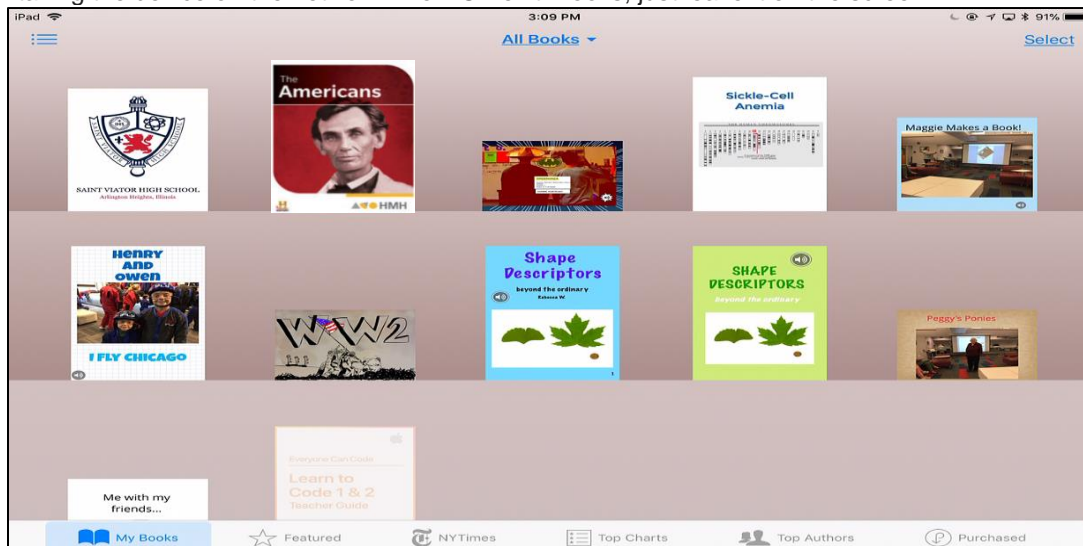 iPad
3:09 PM
91%
All Books
Select
SAINT VIATOR HIGH SCHOOL
Arlington Heights, Illinois
The
Americans
HMH
Sickle-Cell
Anemia
Maggie Makes a Book!
HENRY
AND
OWEN
I FLY CHICAGO
WW2
Shape
Descriptors
beyond the ordinary
Rebecca W.
1
SHAPE
DESCRIPTORS
beyond the ordinary
Peggy's Ponies
Me with my
friends...
Everyone Can Code
Learn to
Code 1 & 2
Teacher Guide
My Books
Featured
NYTimes
Top Charts
Top Authors
Purchased